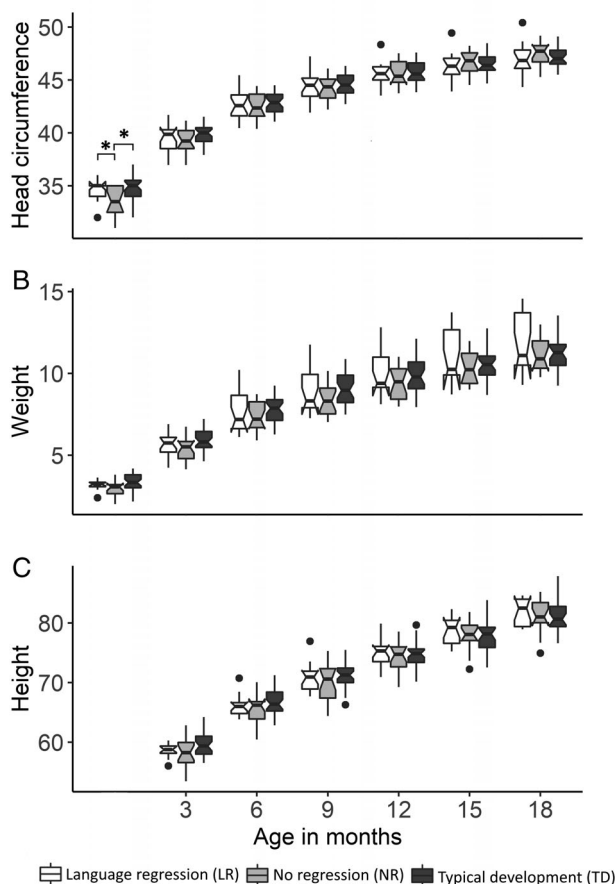 50
45
40
35
Head circumference
* *
B
15
10
5
Weight
C
80
70
60
Height
3 6 9 12 15 18
Age in months
Language regression (LR) No regression (NR) Typical development (TD)